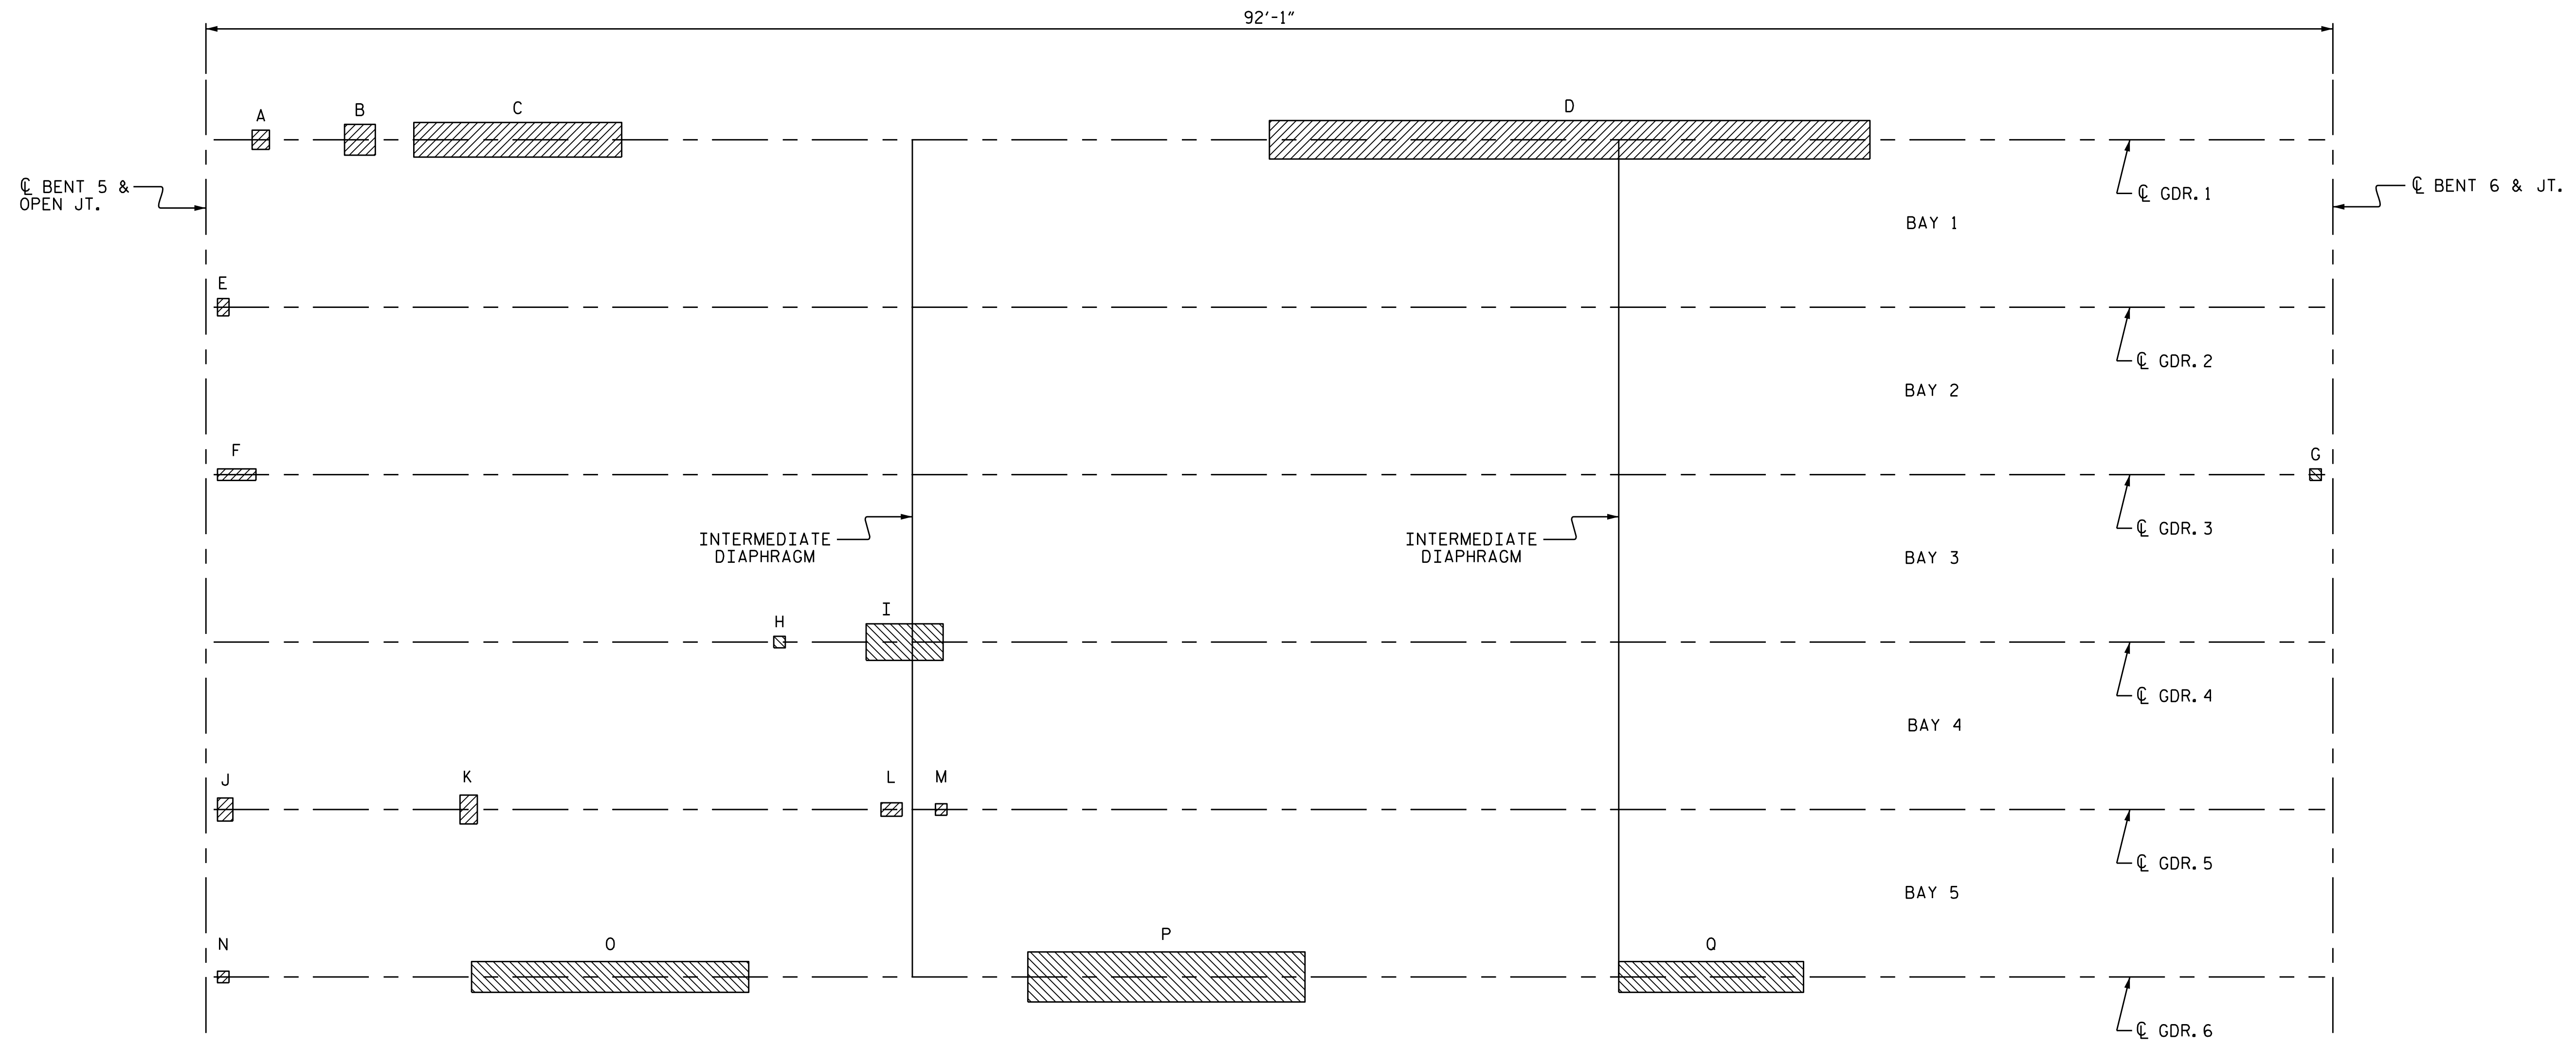 92'-1"
A
B
C
D
℄ BENT 5 &
OPEN JT.
℄ BENT 6 & JT.
℄ GDR. 1
BAY 1
E
℄ GDR. 2
BAY 2
F
G
℄ GDR. 3
INTERMEDIATE
DIAPHRAGM
INTERMEDIATE
DIAPHRAGM
BAY 3
I
H
℄ GDR. 4
BAY 4
J
K
L
M
℄ GDR. 5
BAY 5
N
O
P
Q
℄ GDR. 6